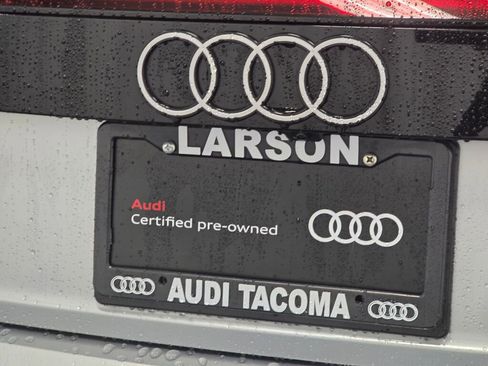 LARSON
Audi
Certified pre-owned
AUDI TACOMA